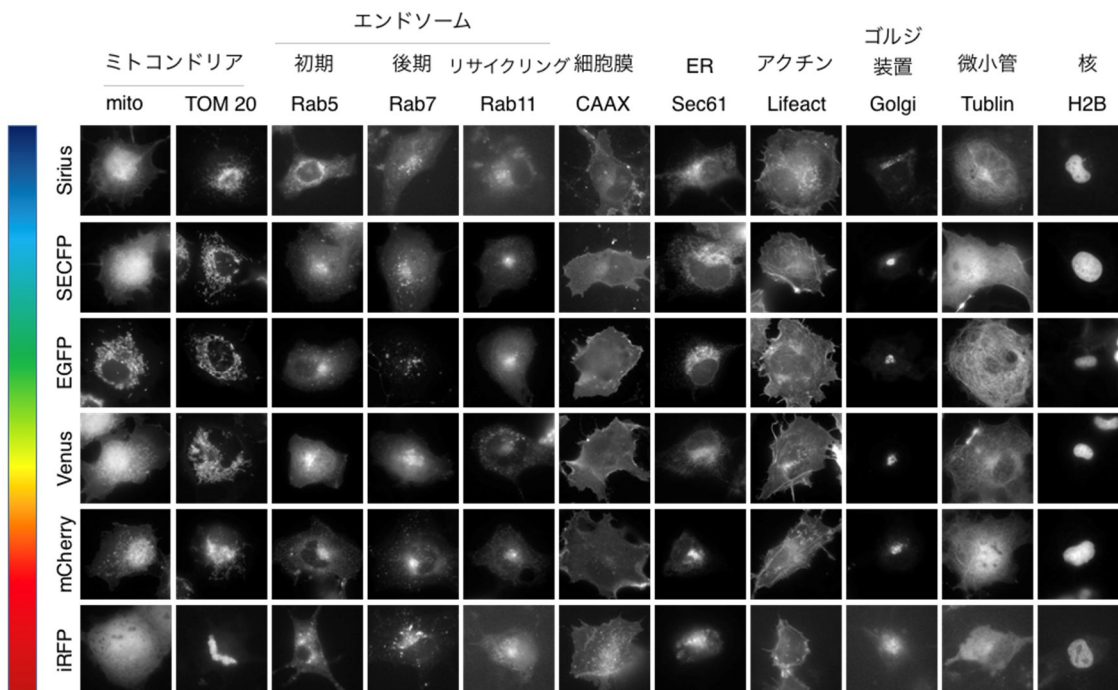 エンドソーム
ミトコンドリア 初期 後期 リサイクリング 細胞膜 ER アクチン ゴルジ装置 微小管 核
mito TOM 20 Rab5 Rab7 Rab11 CAAX Sec61 Lifeact Golgi Tublin H2B
Sirius
SECFP
EGFP
Venus
mCherry
iRFP